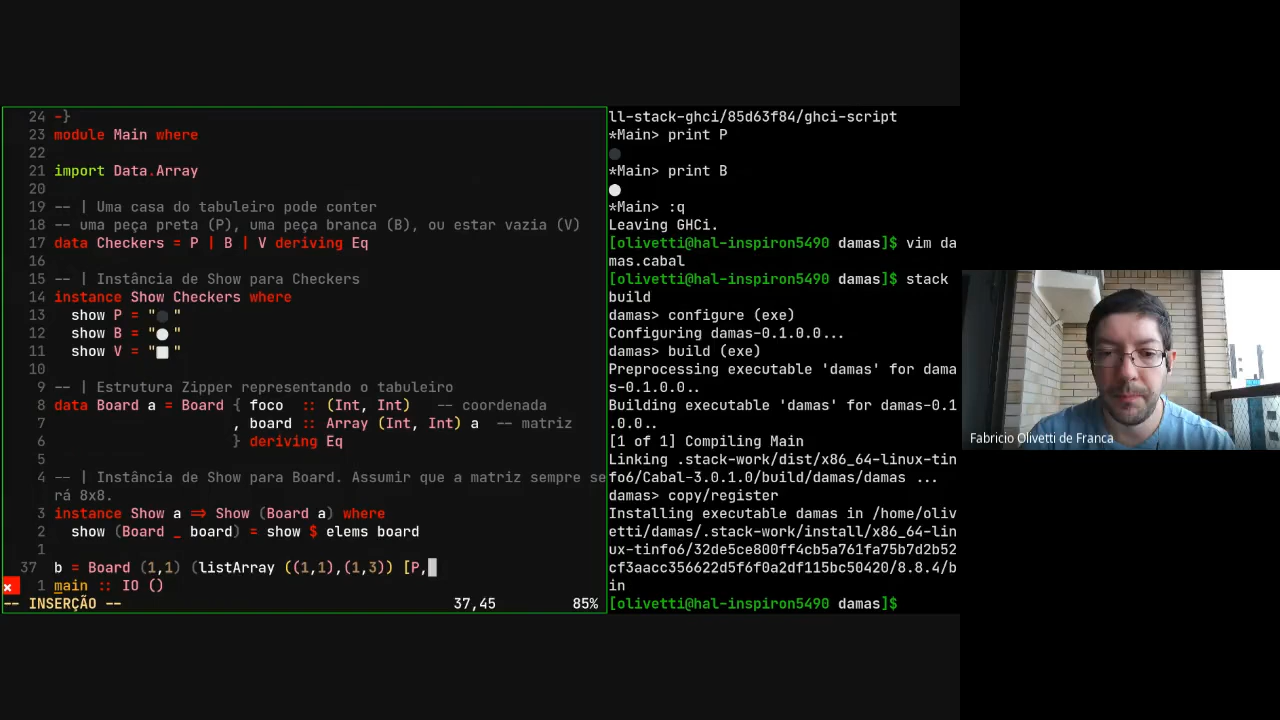 24 -}
23 module Main where
22
21 import Data.Array
20
19 -- | Uma casa do tabuleiro pode conter
18 -- uma peça preta (P), uma peça branca (B), ou estar vazia (V)
17 data Checkers = P | B | V deriving Eq
16
15 -- | Instância de Show para Checkers
14 instance Show Checkers where
13 show P = "⚫"
12 show B = "⚪"
11 show V = "⬜"
10
9 -- | Estrutura Zipper representando o tabuleiro
8 data Board a = Board { foco :: (Int, Int) -- coordenada
7 , board :: Array (Int, Int) a -- matriz
6 } deriving Eq
5
4 -- | Instância de Show para Board. Assumir que a matriz sempre se
rá 8x8.
3 instance Show a => Show (Board a) where
2 show (Board _ board) = show $ elems board
1
37 b = Board (1,1) (listArray ((1,1),(1,3)) [P,
× 1 main :: IO ()
-- INSERÇÃO -- 37,45 85%
ll-stack-ghci/85d63f84/ghci-script
*Main> print P
⚫
*Main> print B
⚪
*Main> :q
Leaving GHCi.
[olivetti@hal-inspiron5490 damas]$ vim da
mas.cabal
[olivetti@hal-inspiron5490 damas]$ stack
build
damas> configure (exe)
Configuring damas-0.1.0.0...
damas> build (exe)
Preprocessing executable 'damas' for dama
s-0.1.0.0..
Building executable 'damas' for damas-0.1
.0.0..
[1 of 1] Compiling Main
Linking .stack-work/dist/x86_64-linux-tin
fo6/Cabal-3.0.1.0/build/damas/damas ...
damas> copy/register
Installing executable damas in /home/oliv
etti/damas/.stack-work/install/x86_64-lin
ux-tinfo6/32de5ce800ff4cb5a761fa75b7d2b52
cf3aacc356622d5f6f0a2df115bc50420/8.8.4/b
in
[olivetti@hal-inspiron5490 damas]$
Fabricio Olivetti de Franca